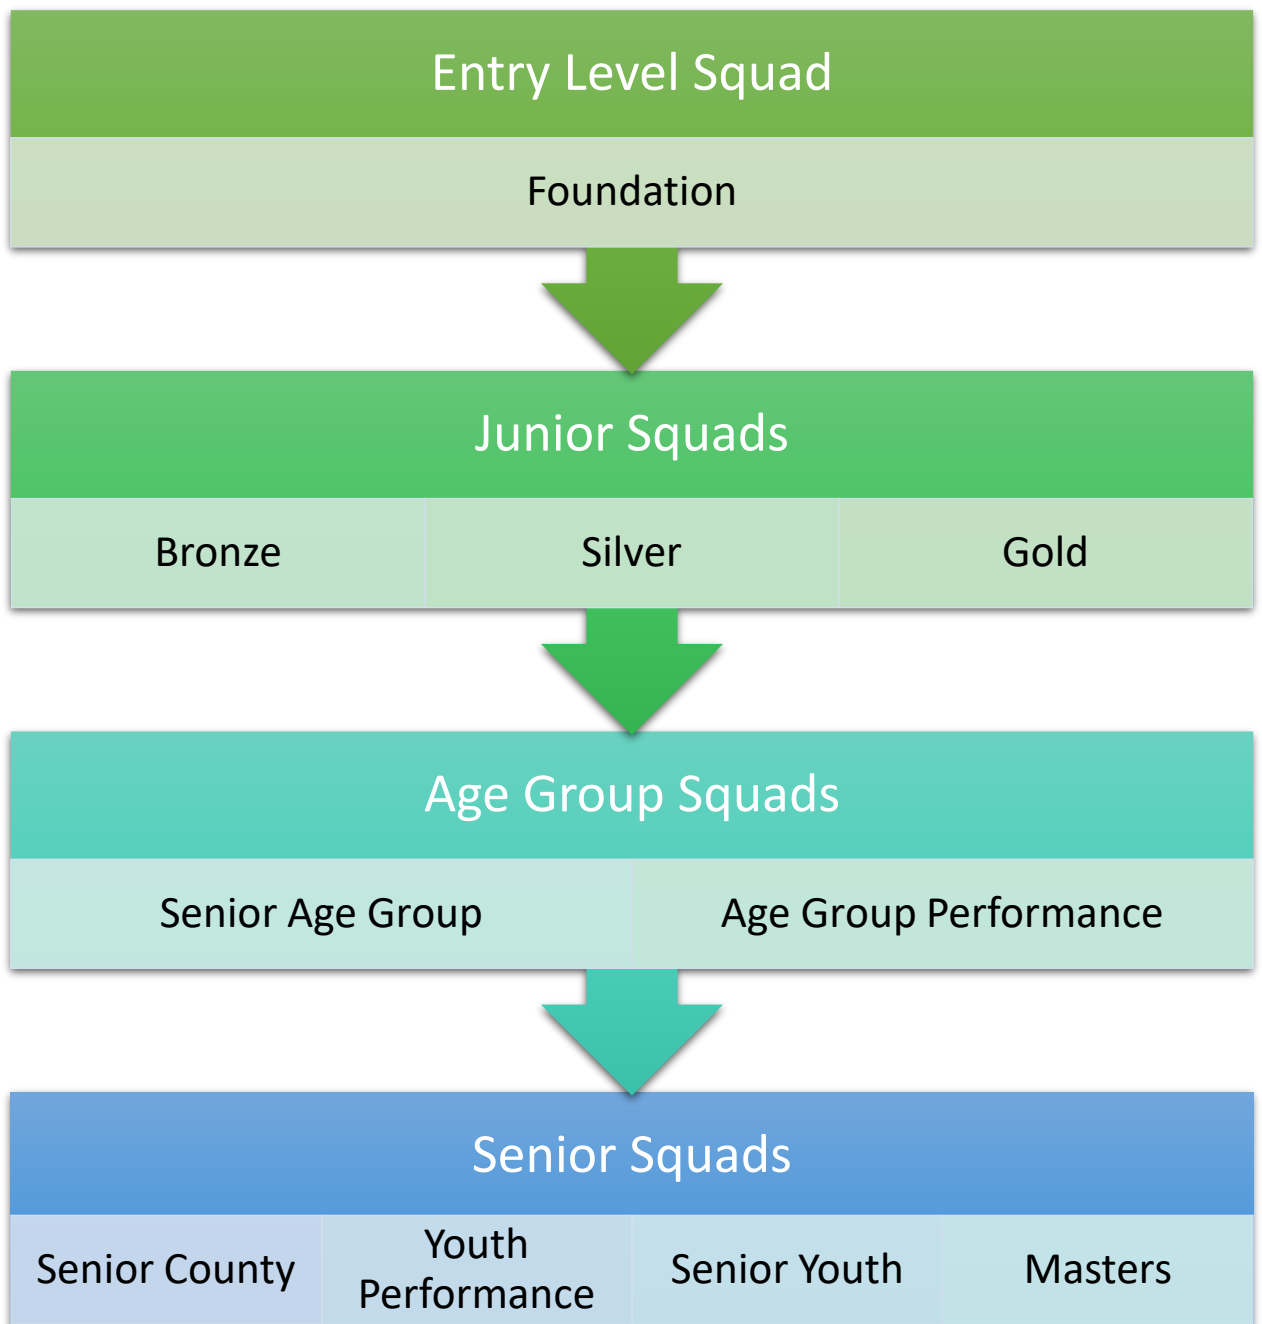 Entry Level Squad
Foundation
Junior Squads
Bronze
Silver
Gold
Age Group Squads
Senior Age Group
Age Group Performance
Senior Squads
Senior County
Youth
Performance
Senior Youth
Masters